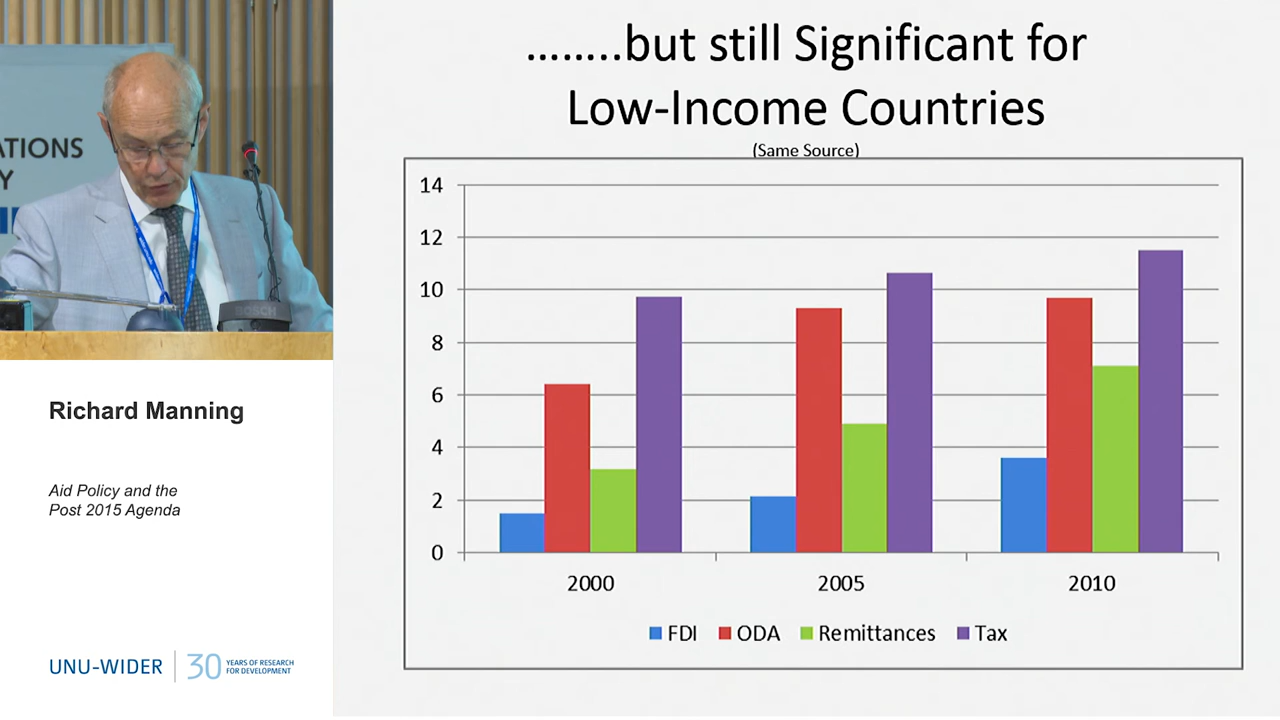 ........but still Significant for
Low-Income Countries
(Same Source)
14
12
10
8
6
4
2
0
2000
2005
2010
FDI
ODA
Remittances
Tax
ATIONS
Y
BOSCH
Richard Manning
Aid Policy and the
Post 2015 Agenda
UNU-WIDER
30
YEARS OF RESEARCH
FOR DEVELOPMENT